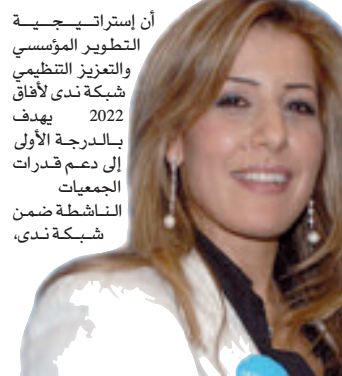 أن إستراتـيـجـيـة
التطوير المؤسسي
والتعزيز التنظيمي
شبكة ندى لأفاق
2022 يهدف
بالدرجة الأولى
إلى دعم قدرات
الجمعيات
الناشطة ضمن
شبكة ندى،